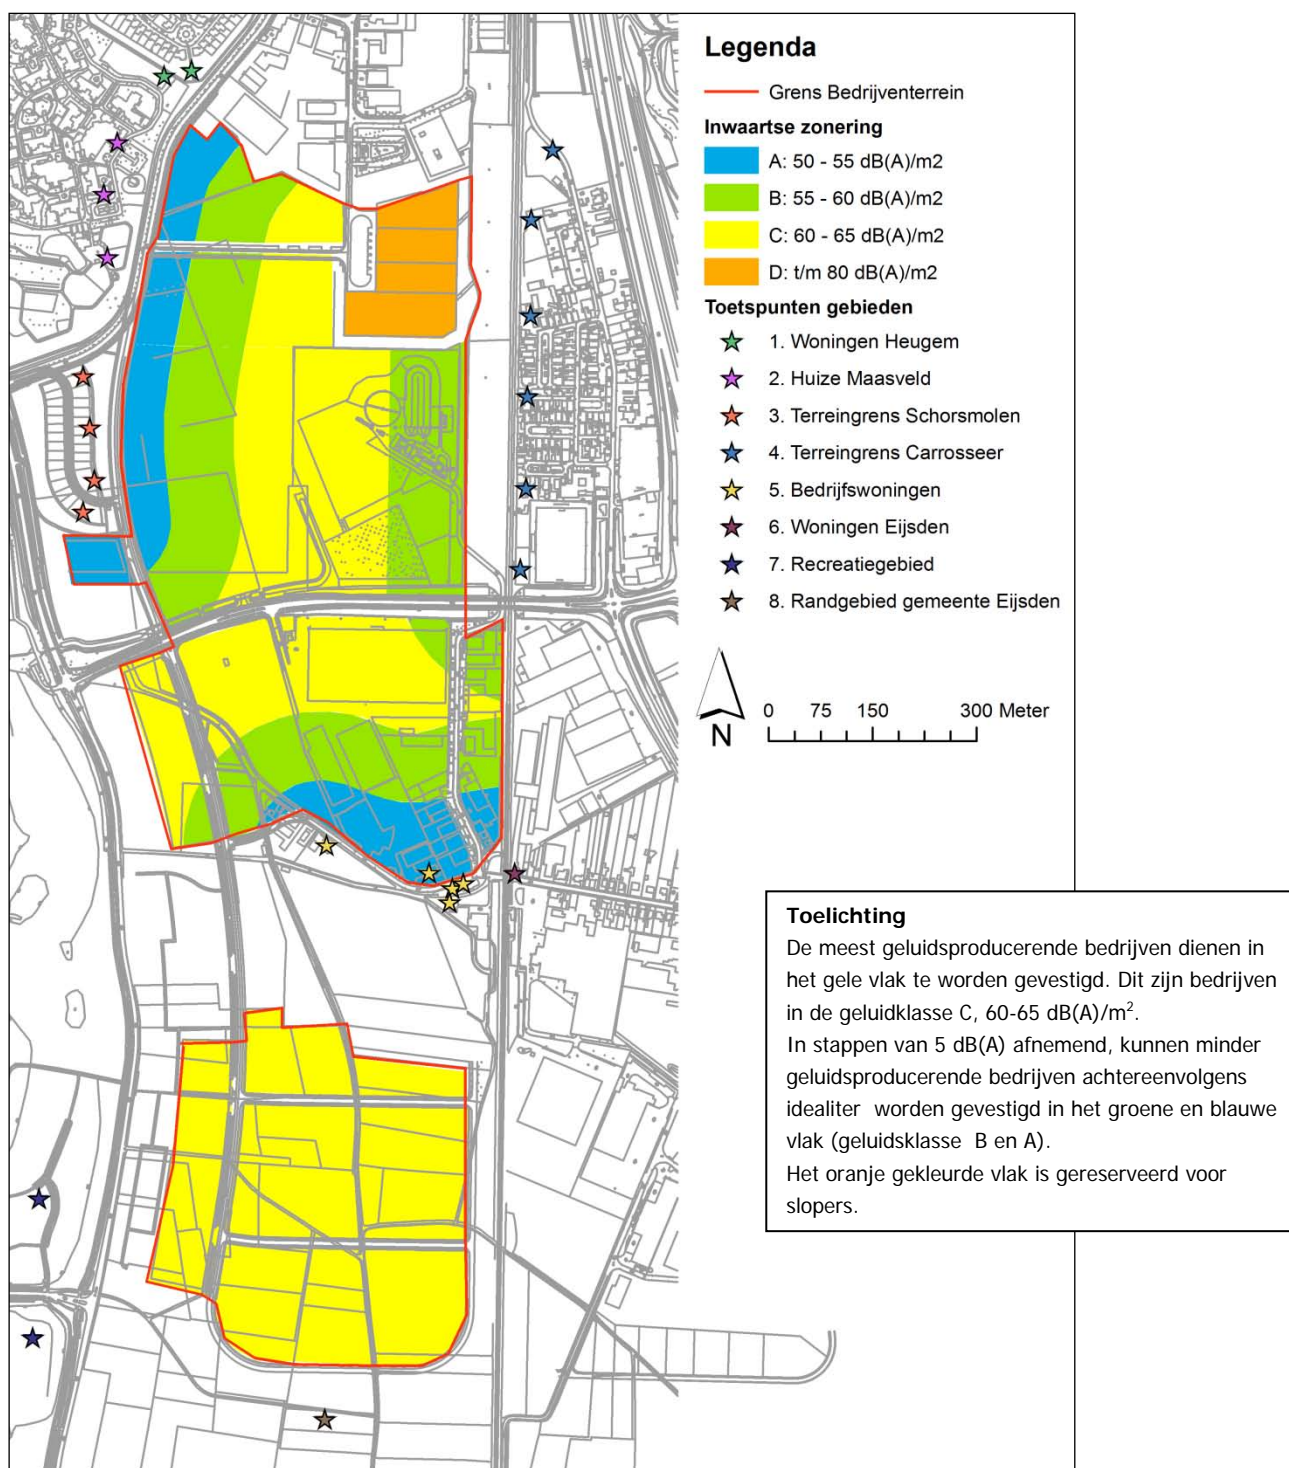 Legenda
Grens Bedrijventerrein
Inwaartse zonering
A: 50 - 55 dB(A)/m2
B: 55 - 60 dB(A)/m2
C: 60 - 65 dB(A)/m2
D: t/m 80 dB(A)/m2
Toetspunten gebieden
1. Woningen Heugem
2. Huize Maasveld
3. Terreingrens Schorsmolen
4. Terreingrens Carrosseer
5. Bedrijfswoningen
6. Woningen Eijsden
7. Recreatiegebied
8. Randgebied gemeente Eijsden
N
0 75 150 300 Meter
Toelichting
De meest geluidsproducerende bedrijven dienen in
het gele vlak te worden gevestigd. Dit zijn bedrijven
in de geluidklasse C, 60-65 dB(A)/m².
In stappen van 5 dB(A) afnemend, kunnen minder
geluidsproducerende bedrijven achtereenvolgens
idealiter worden gevestigd in het groene en blauwe
vlak (geluidsklasse B en A).
Het oranje gekleurde vlak is gereserveerd voor
slopers.